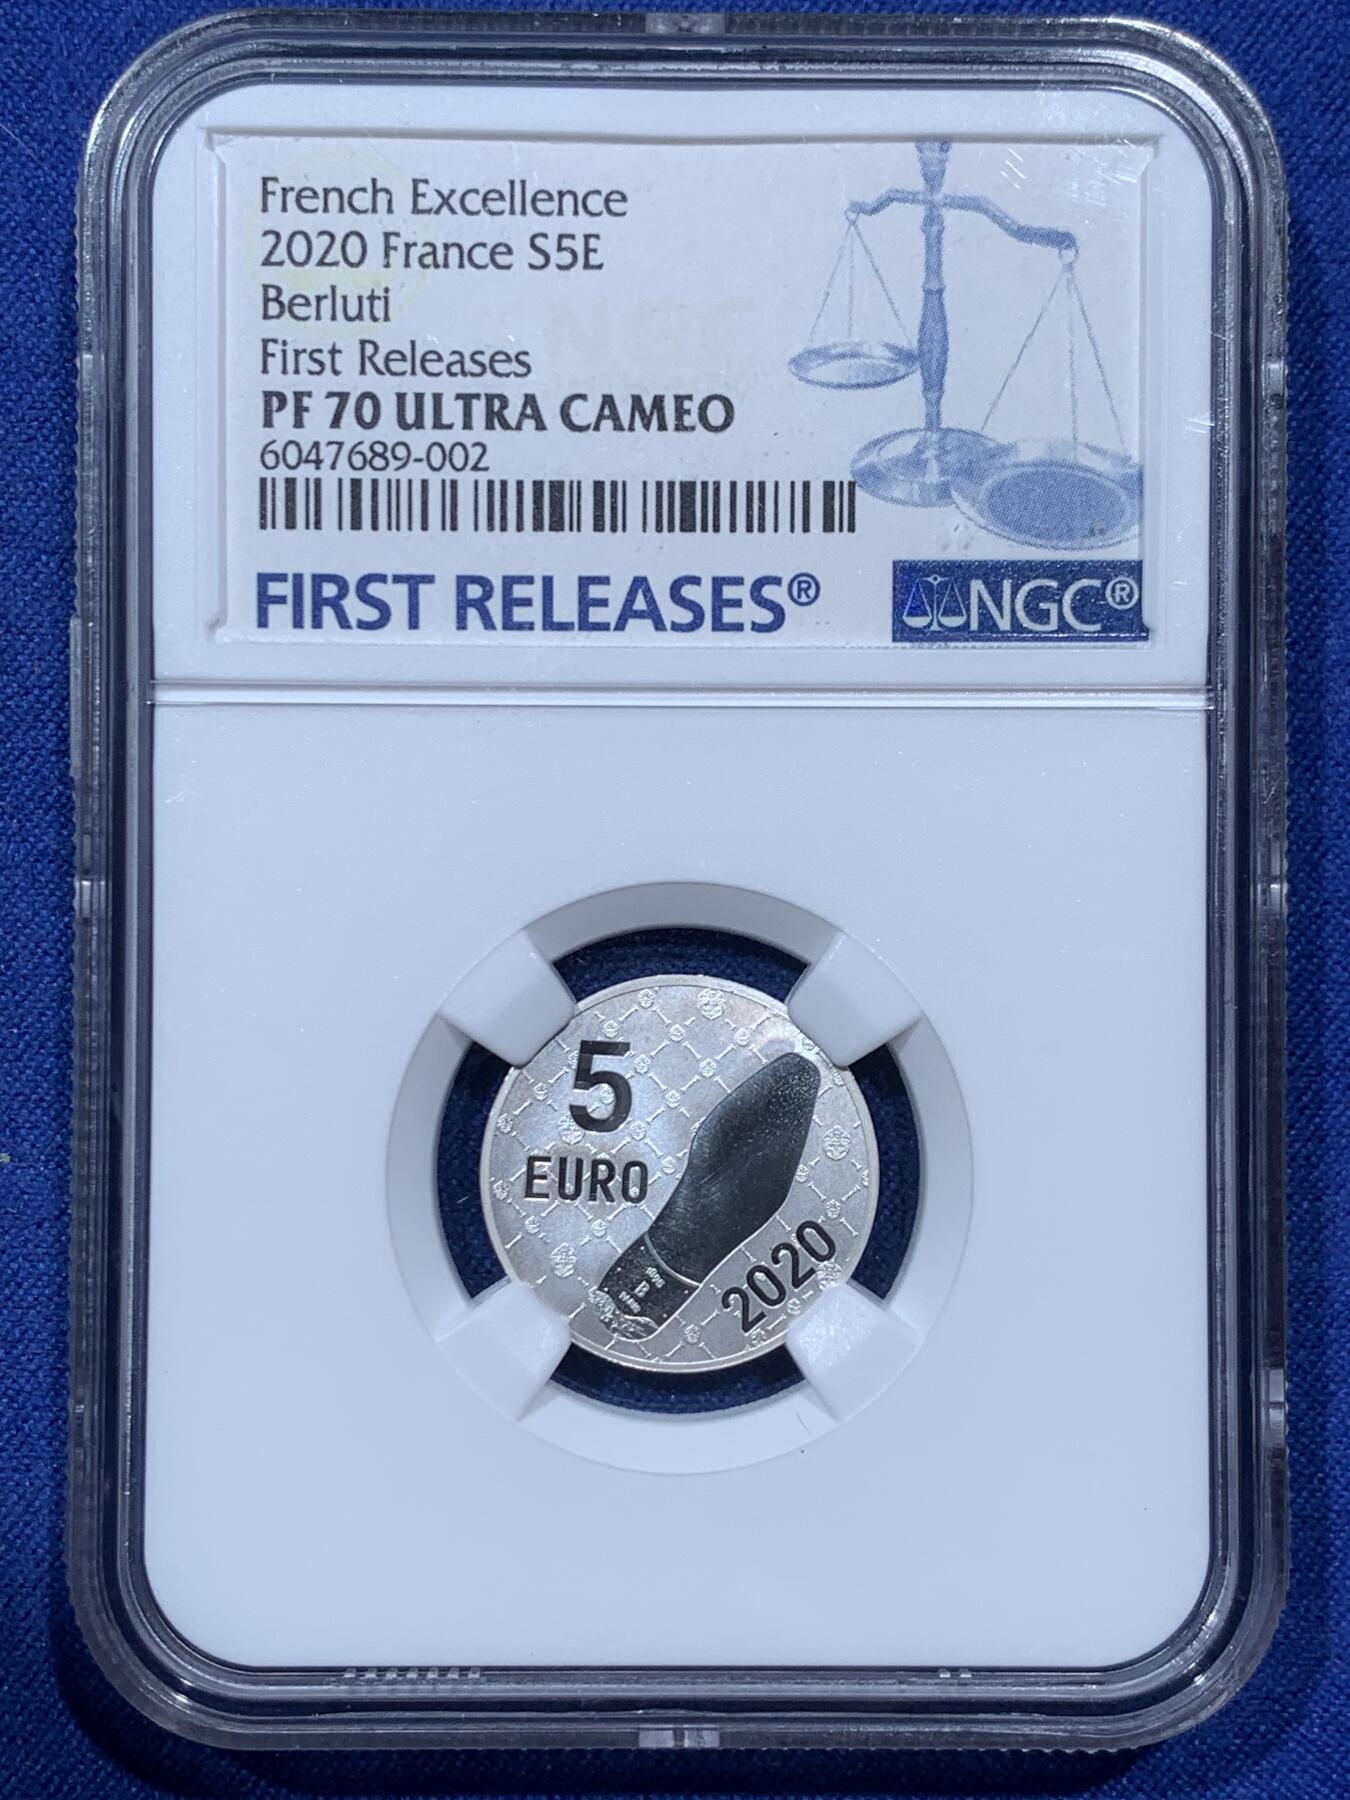 French Excellence
2020 France S5E
Berluti
First Releases
PF 70 ULTRA CAMEO
6047689-002
FIRST RELEASES®
NGC®
5
EURO
2020